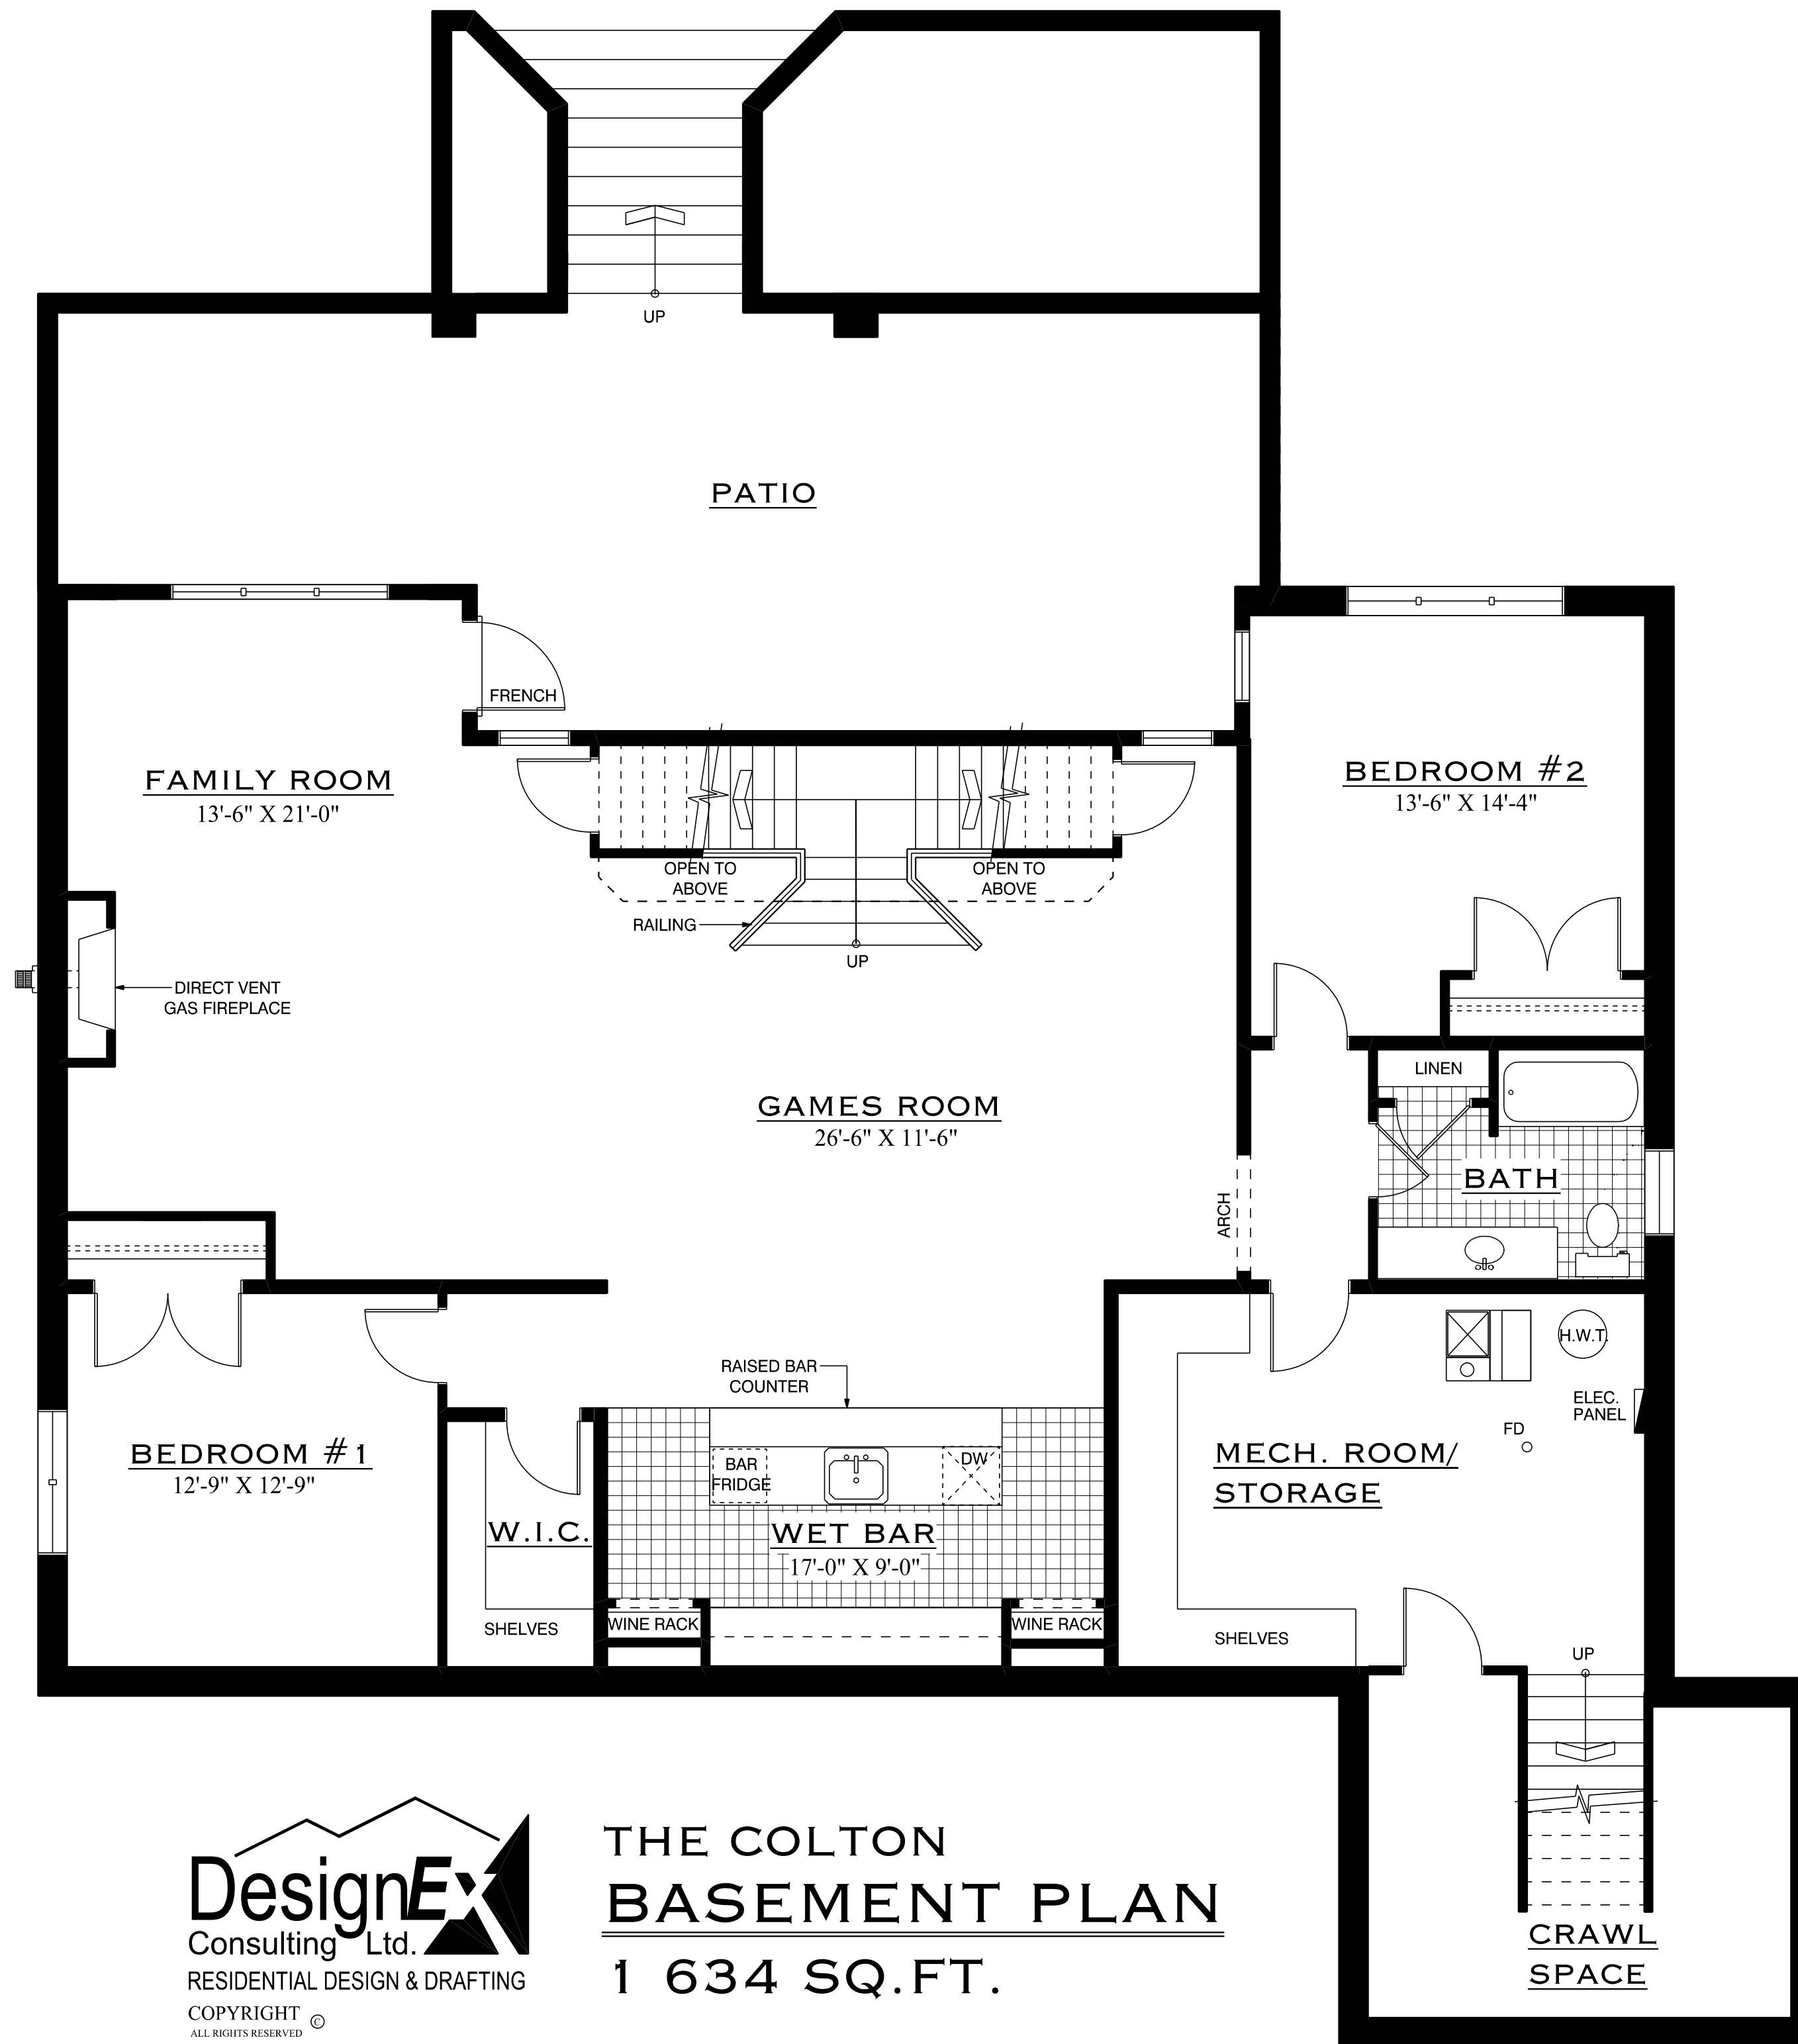 UP
PATIO
FRENCH
FAMILY ROOM
13'-6" X 21'-0"
BEDROOM #2
13'-6" X 14'-4"
OPEN TO
ABOVE
OPEN TO
ABOVE
RAILING
UP
DIRECT VENT
GAS FIREPLACE
LINEN
GAMES ROOM
26'-6" X 11'-6"
BATH
ARCH
RAISED BAR
COUNTER
H.W.T.
ELEC.
PANEL
FD
BEDROOM #1
12'-9" X 12'-9"
BAR
FRIDGE
DW
MECH. ROOM/
STORAGE
W.I.C.
WET BAR
17'-0" X 9'-0"
SHELVES
WINE RACK
WINE RACK
SHELVES
UP
CRAWL
SPACE
DesignEx
Consulting Ltd.
RESIDENTIAL DESIGN & DRAFTING
COPYRIGHT ©
ALL RIGHTS RESERVED
THE COLTON
BASEMENT PLAN
1 634 SQ.FT.